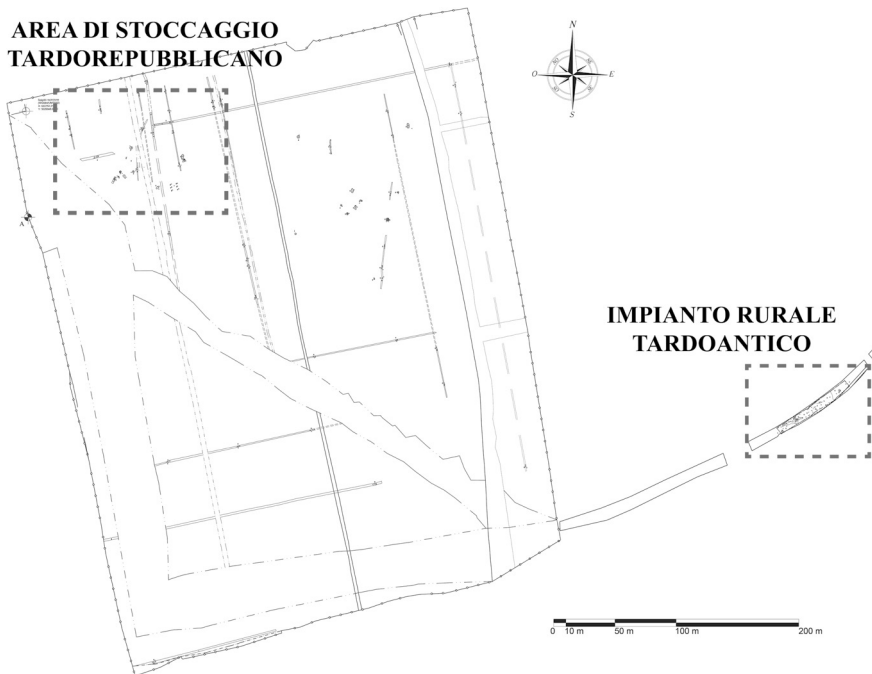 AREA DI STOCCAGGIO
TARDOREPUBBLICANO
N
O
E
S
A
IMPIANTO RURALE
TARDOANTICO
0 10 m 50 m 100 m 200 m